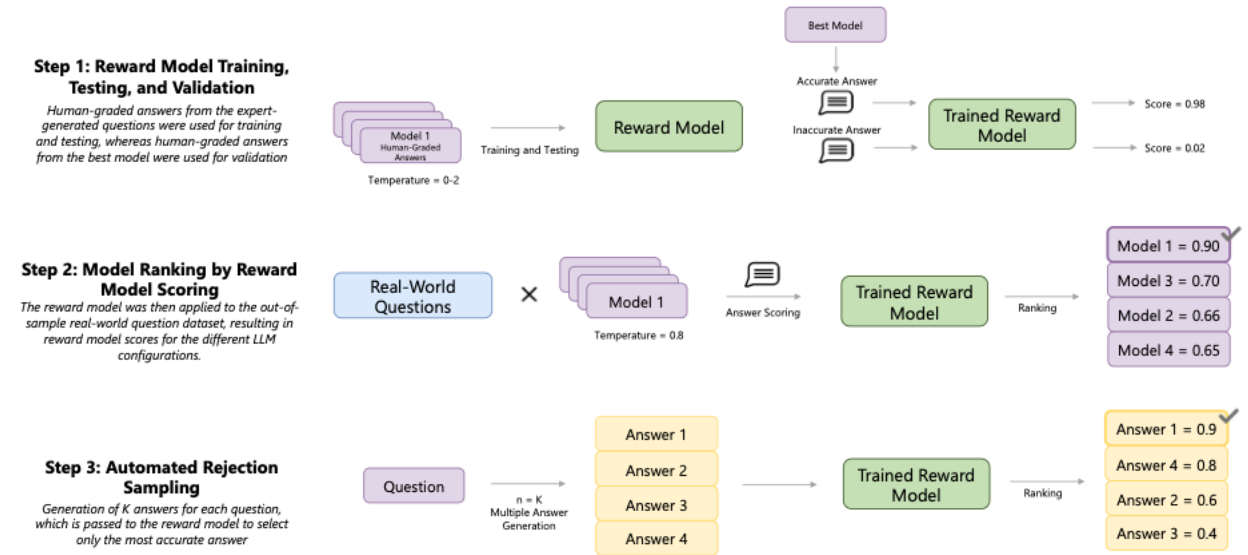 Best Model
Step 1: Reward Model Training,
Testing, and Validation
Human-graded answers from the expert-
generated questions were used for training
and testing, whereas human-graded answers
from the best model were used for validation
Model 1
Human-Graded
Answers
Temperature = 0-2
Training and Testing
Reward Model
Accurate Answer
Inaccurate Answer
Trained Reward
Model
Score = 0.98
Score = 0.02
Step 2: Model Ranking by Reward
Model Scoring
The reward model was then applied to the out-of-
sample real-world question dataset, resulting in
reward model scores for the different LLM
configurations.
Real-World
Questions
×
Model 1
Temperature = 0.8
Answer Scoring
Trained Reward
Model
Ranking
Model 1 = 0.90
Model 3 = 0.70
Model 2 = 0.66
Model 4 = 0.65
Step 3: Automated Rejection
Sampling
Generation of K answers for each question,
which is passed to the reward model to select
only the most accurate answer
Question
n = K
Multiple Answer
Generation
Answer 1
Answer 2
Answer 3
Answer 4
Trained Reward
Model
Ranking
Answer 1 = 0.9
Answer 4 = 0.8
Answer 2 = 0.6
Answer 3 = 0.4